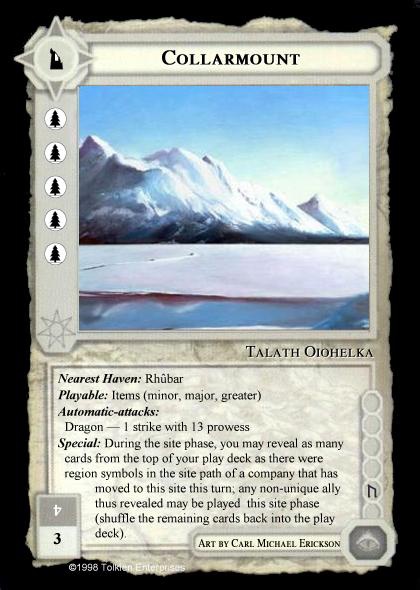 COLLARMOUNT
TALATH OIOHELKA
Nearest Haven: Rhûbar
Playable: Items (minor, major, greater)
Automatic-attacks:
Dragon — 1 strike with 13 prowess
Special: During the site phase, you may reveal as many
cards from the top of your play deck as there were
region symbols in the site path of a company that has
moved to this site this turn; any non-unique ally
thus revealed may be played this site phase
(shuffle the remaining cards back into the play
deck).
4
3
ART BY CARL MICHAEL ERICKSON
©1998 Tolkien Enterprises